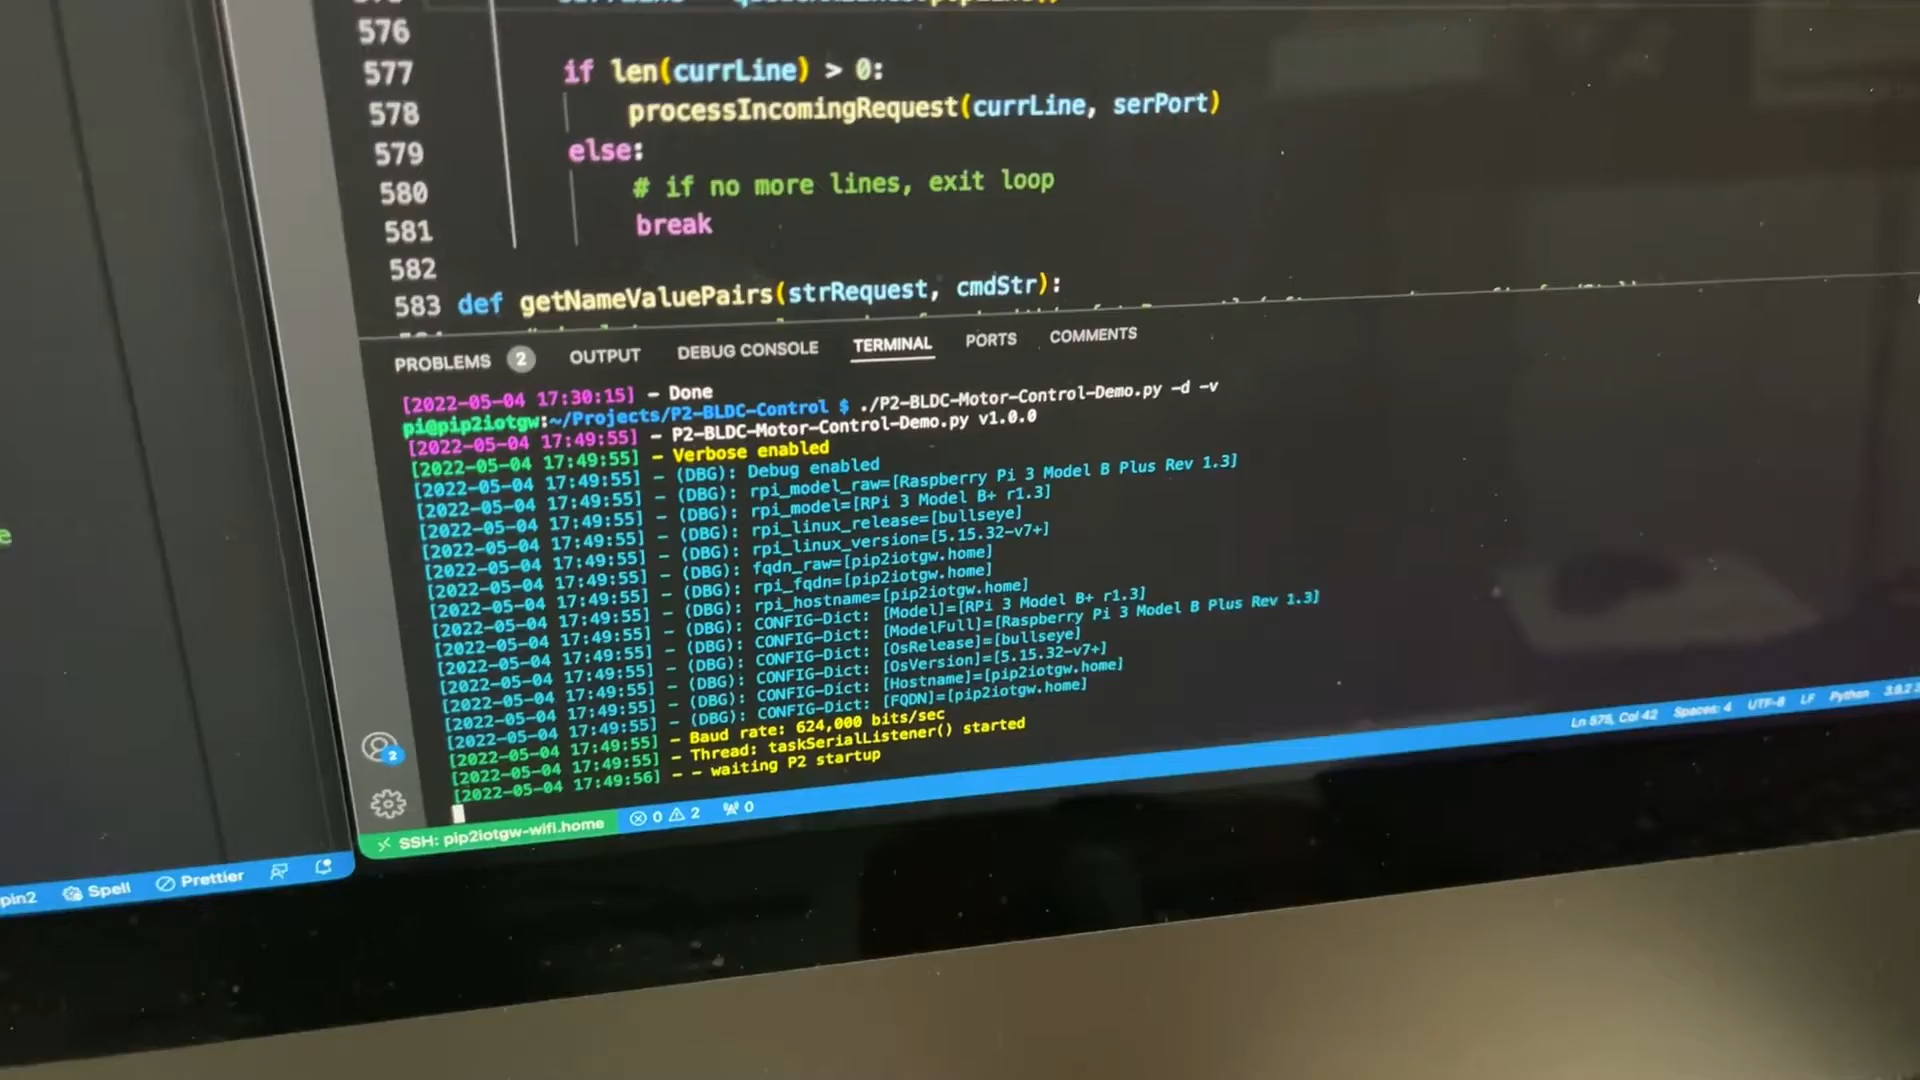 576
577 if len(currLine) > 0:
578 processIncomingRequest(currLine, serPort)
579 else:
580 # if no more lines, exit loop
581 break
582
583 def getNameValuePairs(strRequest, cmdStr):
PROBLEMS 2 OUTPUT DEBUG CONSOLE TERMINAL PORTS COMMENTS
[2022-05-04 17:30:15] - Done
pi@pip2iotgw:~/Projects/P2-BLDC-Control $ ./P2-BLDC-Motor-Control-Demo.py -d -v
[2022-05-04 17:49:55] - P2-BLDC-Motor-Control-Demo.py v1.0.0
[2022-05-04 17:49:55] - Verbose enabled
[2022-05-04 17:49:55] - (DBG): Debug enabled
[2022-05-04 17:49:55] - (DBG): rpi_model_raw=[Raspberry Pi 3 Model B Plus Rev 1.3]
[2022-05-04 17:49:55] - (DBG): rpi_model=[RPi 3 Model B+ r1.3]
[2022-05-04 17:49:55] - (DBG): rpi_linux_release=[bullseye]
[2022-05-04 17:49:55] - (DBG): rpi_linux_version=[5.15.32-v7+]
[2022-05-04 17:49:55] - (DBG): fqdn_raw=[pip2iotgw.home]
[2022-05-04 17:49:55] - (DBG): rpi_fqdn=[pip2iotgw.home]
[2022-05-04 17:49:55] - (DBG): rpi_hostname=[pip2iotgw.home]
[2022-05-04 17:49:55] - (DBG): CONFIG-Dict: [Model]=[RPi 3 Model B+ r1.3]
[2022-05-04 17:49:55] - (DBG): CONFIG-Dict: [ModelFull]=[Raspberry Pi 3 Model B Plus Rev 1.3]
[2022-05-04 17:49:55] - (DBG): CONFIG-Dict: [OsRelease]=[bullseye]
[2022-05-04 17:49:55] - (DBG): CONFIG-Dict: [OsVersion]=[5.15.32-v7+]
[2022-05-04 17:49:55] - (DBG): CONFIG-Dict: [Hostname]=[pip2iotgw.home]
[2022-05-04 17:49:55] - (DBG): CONFIG-Dict: [FQDN]=[pip2iotgw.home]
[2022-05-04 17:49:55] - Baud rate: 624,000 bits/sec
[2022-05-04 17:49:55] - Thread: taskSerialListener() started
[2022-05-04 17:49:56] - - waiting P2 startup
2
SSH: pip2iotgw-wifi.home 0 2 0 Ln 575, Col 42 Spaces: 4 UTF-8 LF Python
pin2 Spell Prettier